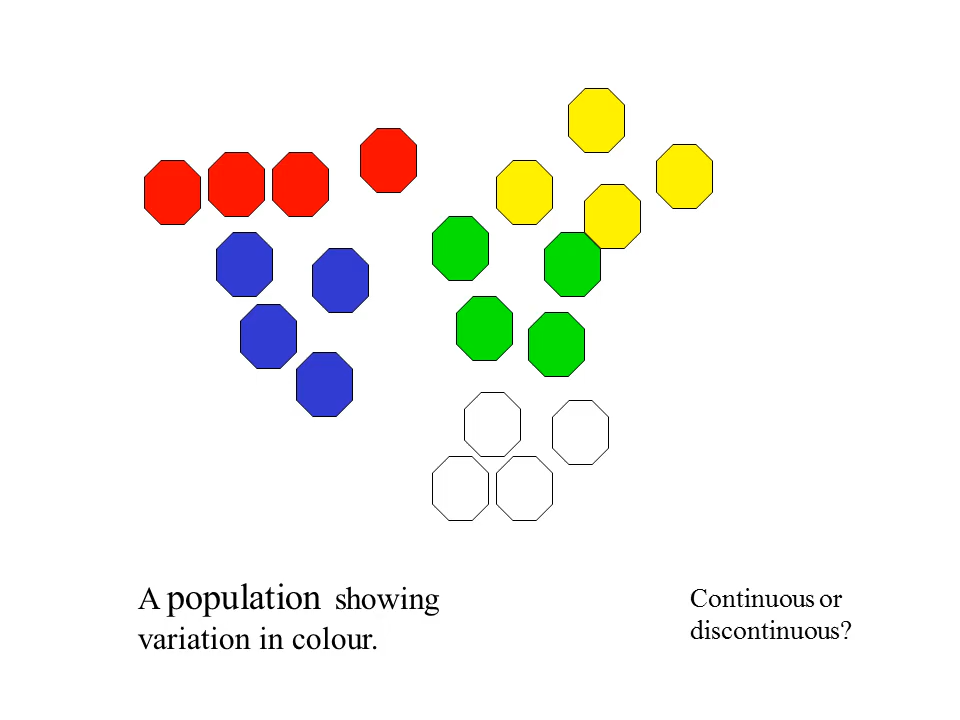 A population showing
variation in colour.
Continuous or
discontinuous?